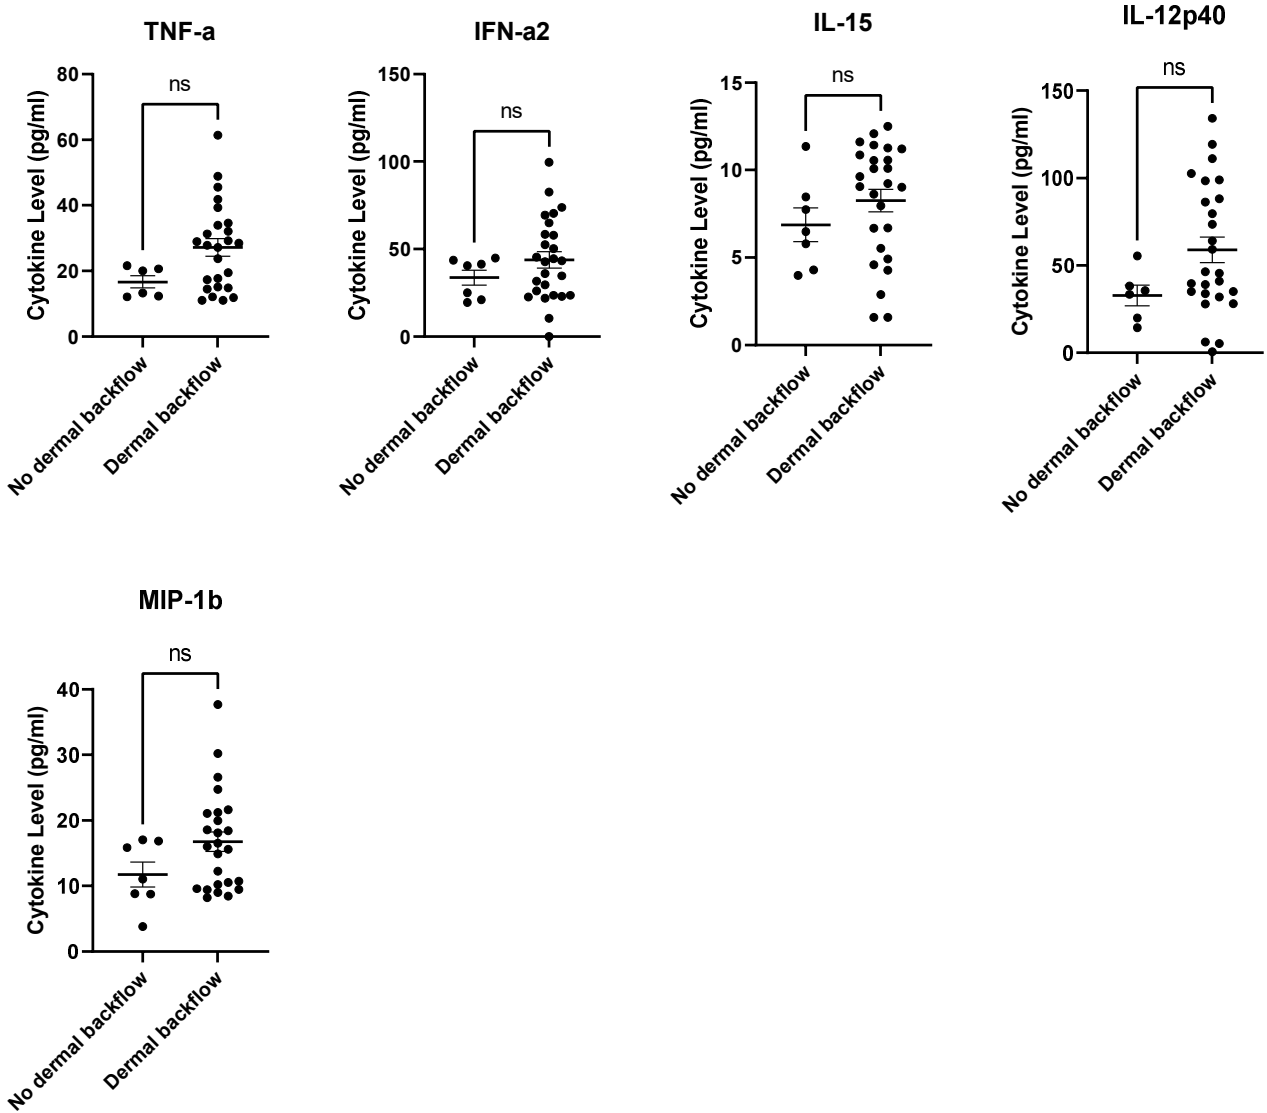 TNF-a
ns
Cytokine Level (pg/ml)
80
60
40
20
0
No dermal backflow
Dermal backflow
IFN-a2
ns
Cytokine Level (pg/ml)
150
100
50
0
No dermal backflow
Dermal backflow
IL-15
ns
Cytokine Level (pg/ml)
15
10
5
0
No dermal backflow
Dermal backflow
IL-12p40
ns
Cytokine Level (pg/ml)
150
100
50
0
No dermal backflow
Dermal backflow
MIP-1b
ns
Cytokine Level (pg/ml)
40
30
20
10
0
No dermal backflow
Dermal backflow